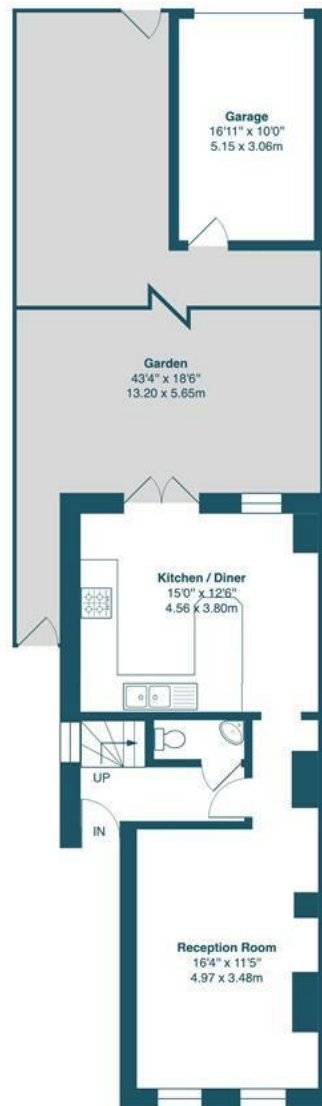 Garage
16'11" x 10'0"
5.15 x 3.06m
Garden
43'4" x 18'6"
13.20 x 5.65m
Kitchen / Diner
15'0" x 12'6"
4.56 x 3.80m
UP
IN
Reception Room
16'4" x 11'5"
4.97 x 3.48m